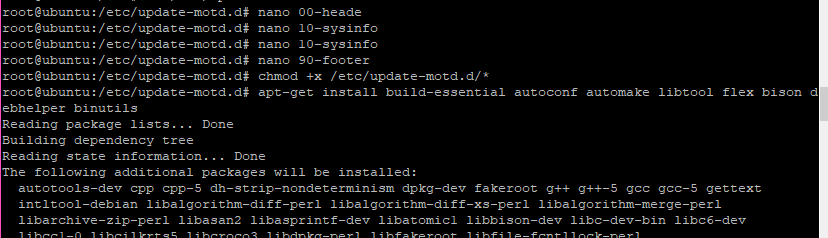 root@ubuntu:/etc/update-motd.d# nano 00-heade
root@ubuntu:/etc/update-motd.d# nano 10-sysinfo
root@ubuntu:/etc/update-motd.d# nano 10-sysinfo
root@ubuntu:/etc/update-motd.d# nano 90-footer
root@ubuntu:/etc/update-motd.d# chmod +x /etc/update-motd.d/*
root@ubuntu:/etc/update-motd.d# apt-get install build-essential autoconf automake libtool flex bison d
ebhelper binutils
Reading package lists... Done
Building dependency tree
Reading state information... Done
The following additional packages will be installed:
autotools-dev cpp cpp-5 dh-strip-nondeterminism dpkg-dev fakeroot g++ g++-5 gcc gcc-5 gettext
intltool-debian libalgorithm-diff-perl libalgorithm-diff-xs-perl libalgorithm-merge-perl
libarchive-zip-perl libasan2 libasprintf-dev libatomic1 libbison-dev libc-dev-bin libc6-dev
libcc1-0 libcilkrts5 libcroco3 libdpkg-perl libfakeroot libfile-fcntllock-perl